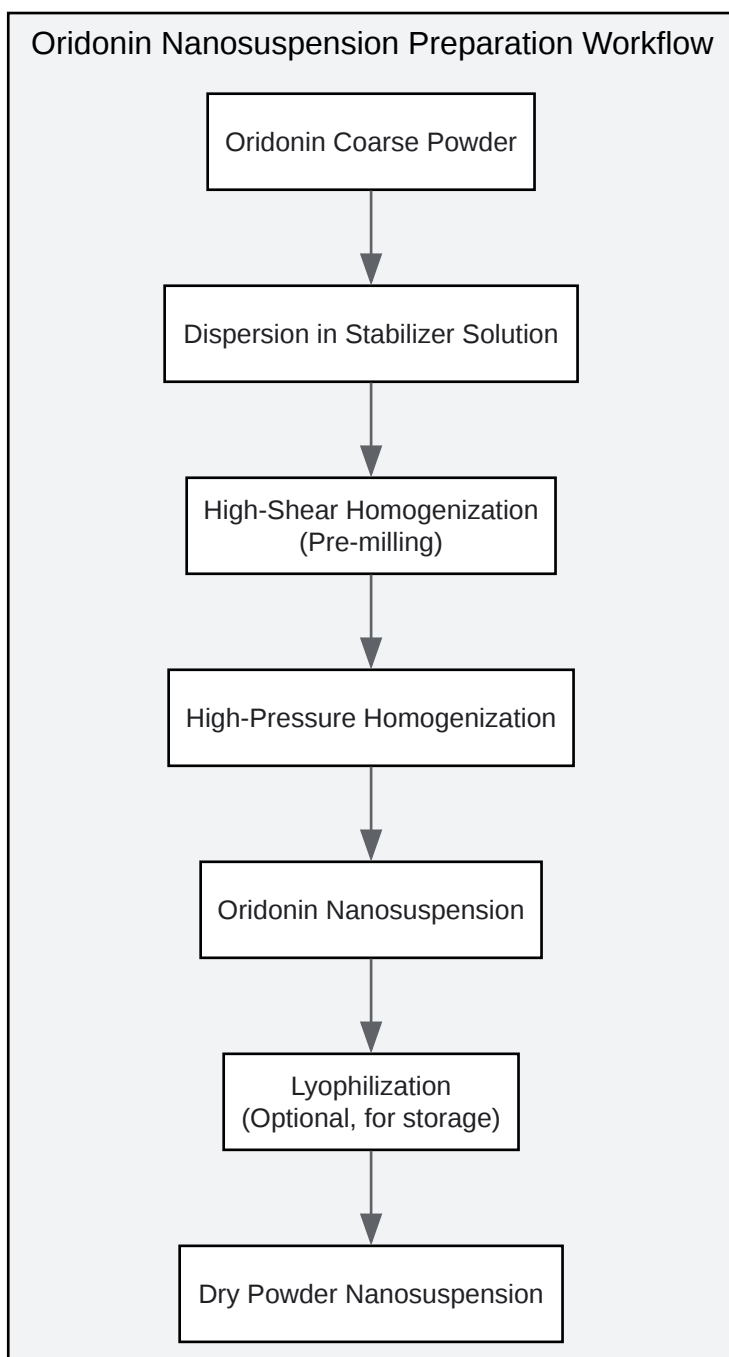 Oridonin Nanosuspension Preparation Workflow
Oridonin Coarse Powder
Dispersion in Stabilizer Solution
High-Shear Homogenization
(Pre-milling)
High-Pressure Homogenization
Oridonin Nanosuspension
Lyophilization
(Optional, for storage)
Dry Powder Nanosuspension